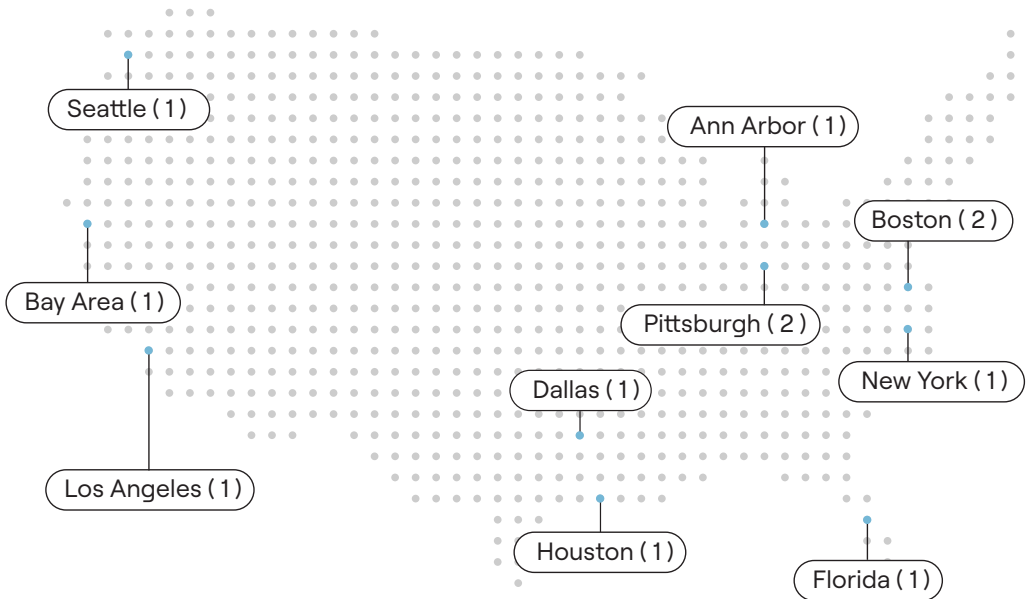 Seattle (1)
Ann Arbor (1)
Boston (2)
Bay Area (1)
Pittsburgh (2)
Dallas (1)
New York (1)
Los Angeles (1)
Houston (1)
Florida (1)